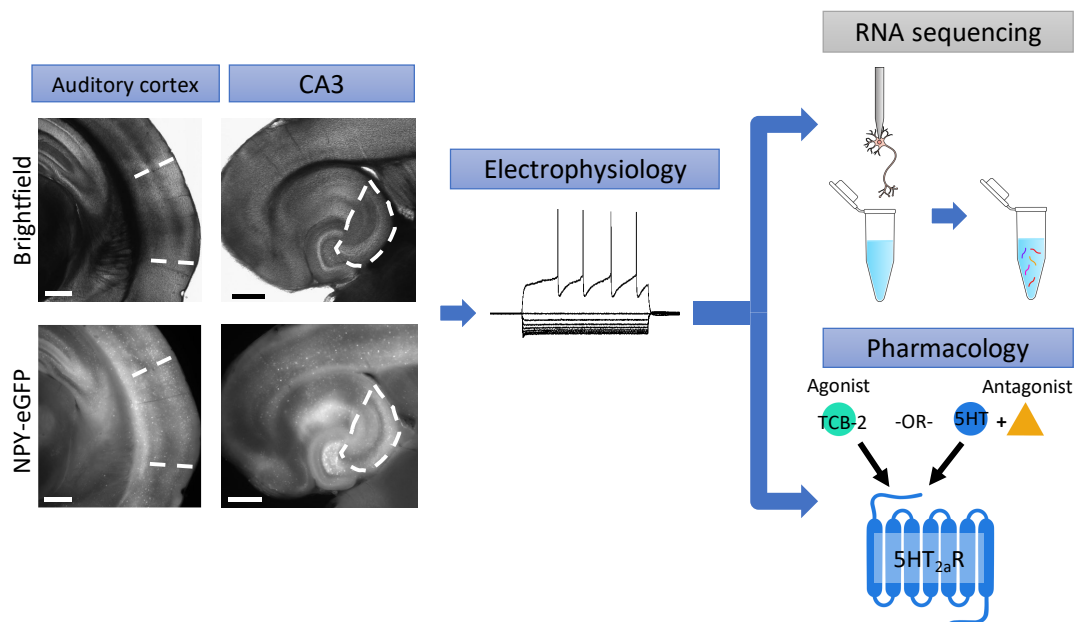 RNA sequencing
Auditory cortex
CA3
Brightfield
NPY-eGFP
Electrophysiology
Pharmacology
Agonist
Antagonist
TCB-2
-OR-
5HT
+
5HT2aR